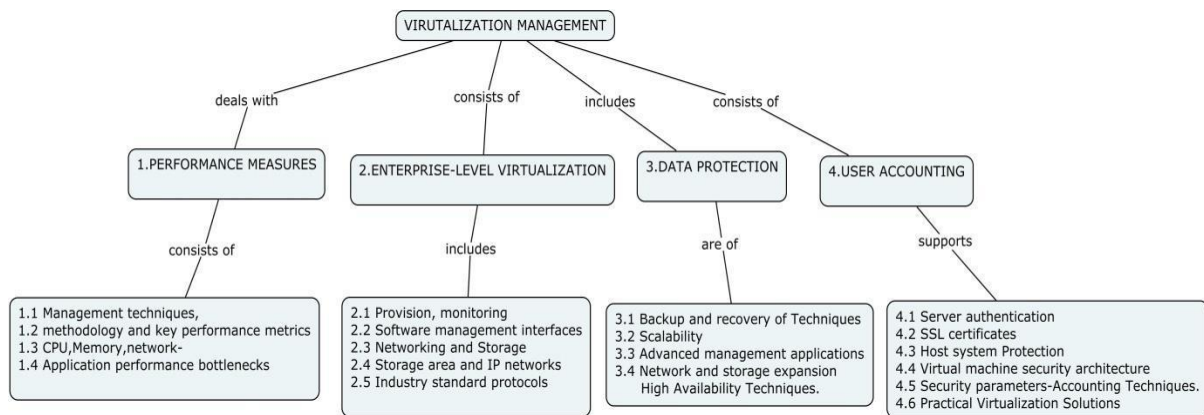 VIRUTALIZATION MANAGEMENT
deals with
consists of
includes
consists of
1.PERFORMANCE MEASURES
2.ENTERPRISE-LEVEL VIRTUALIZATION
3.DATA PROTECTION
4.USER ACCOUNTING
consists of
includes
are of
supports
1.1 Management techniques,
1.2 methodology and key performance metrics
1.3 CPU,Memory,network-
1.4 Application performance bottlenecks
2.1 Provision, monitoring
2.2 Software management interfaces
2.3 Networking and Storage
2.4 Storage area and IP networks
2.5 Industry standard protocols
3.1 Backup and recovery of Techniques
3.2 Scalability
3.3 Advanced management applications
3.4 Network and storage expansion
High Availability Techniques.
4.1 Server authentication
4.2 SSL certificates
4.3 Host system Protection
4.4 Virtual machine security architecture
4.5 Security parameters-Accounting Techniques.
4.6 Practical Virtualization Solutions